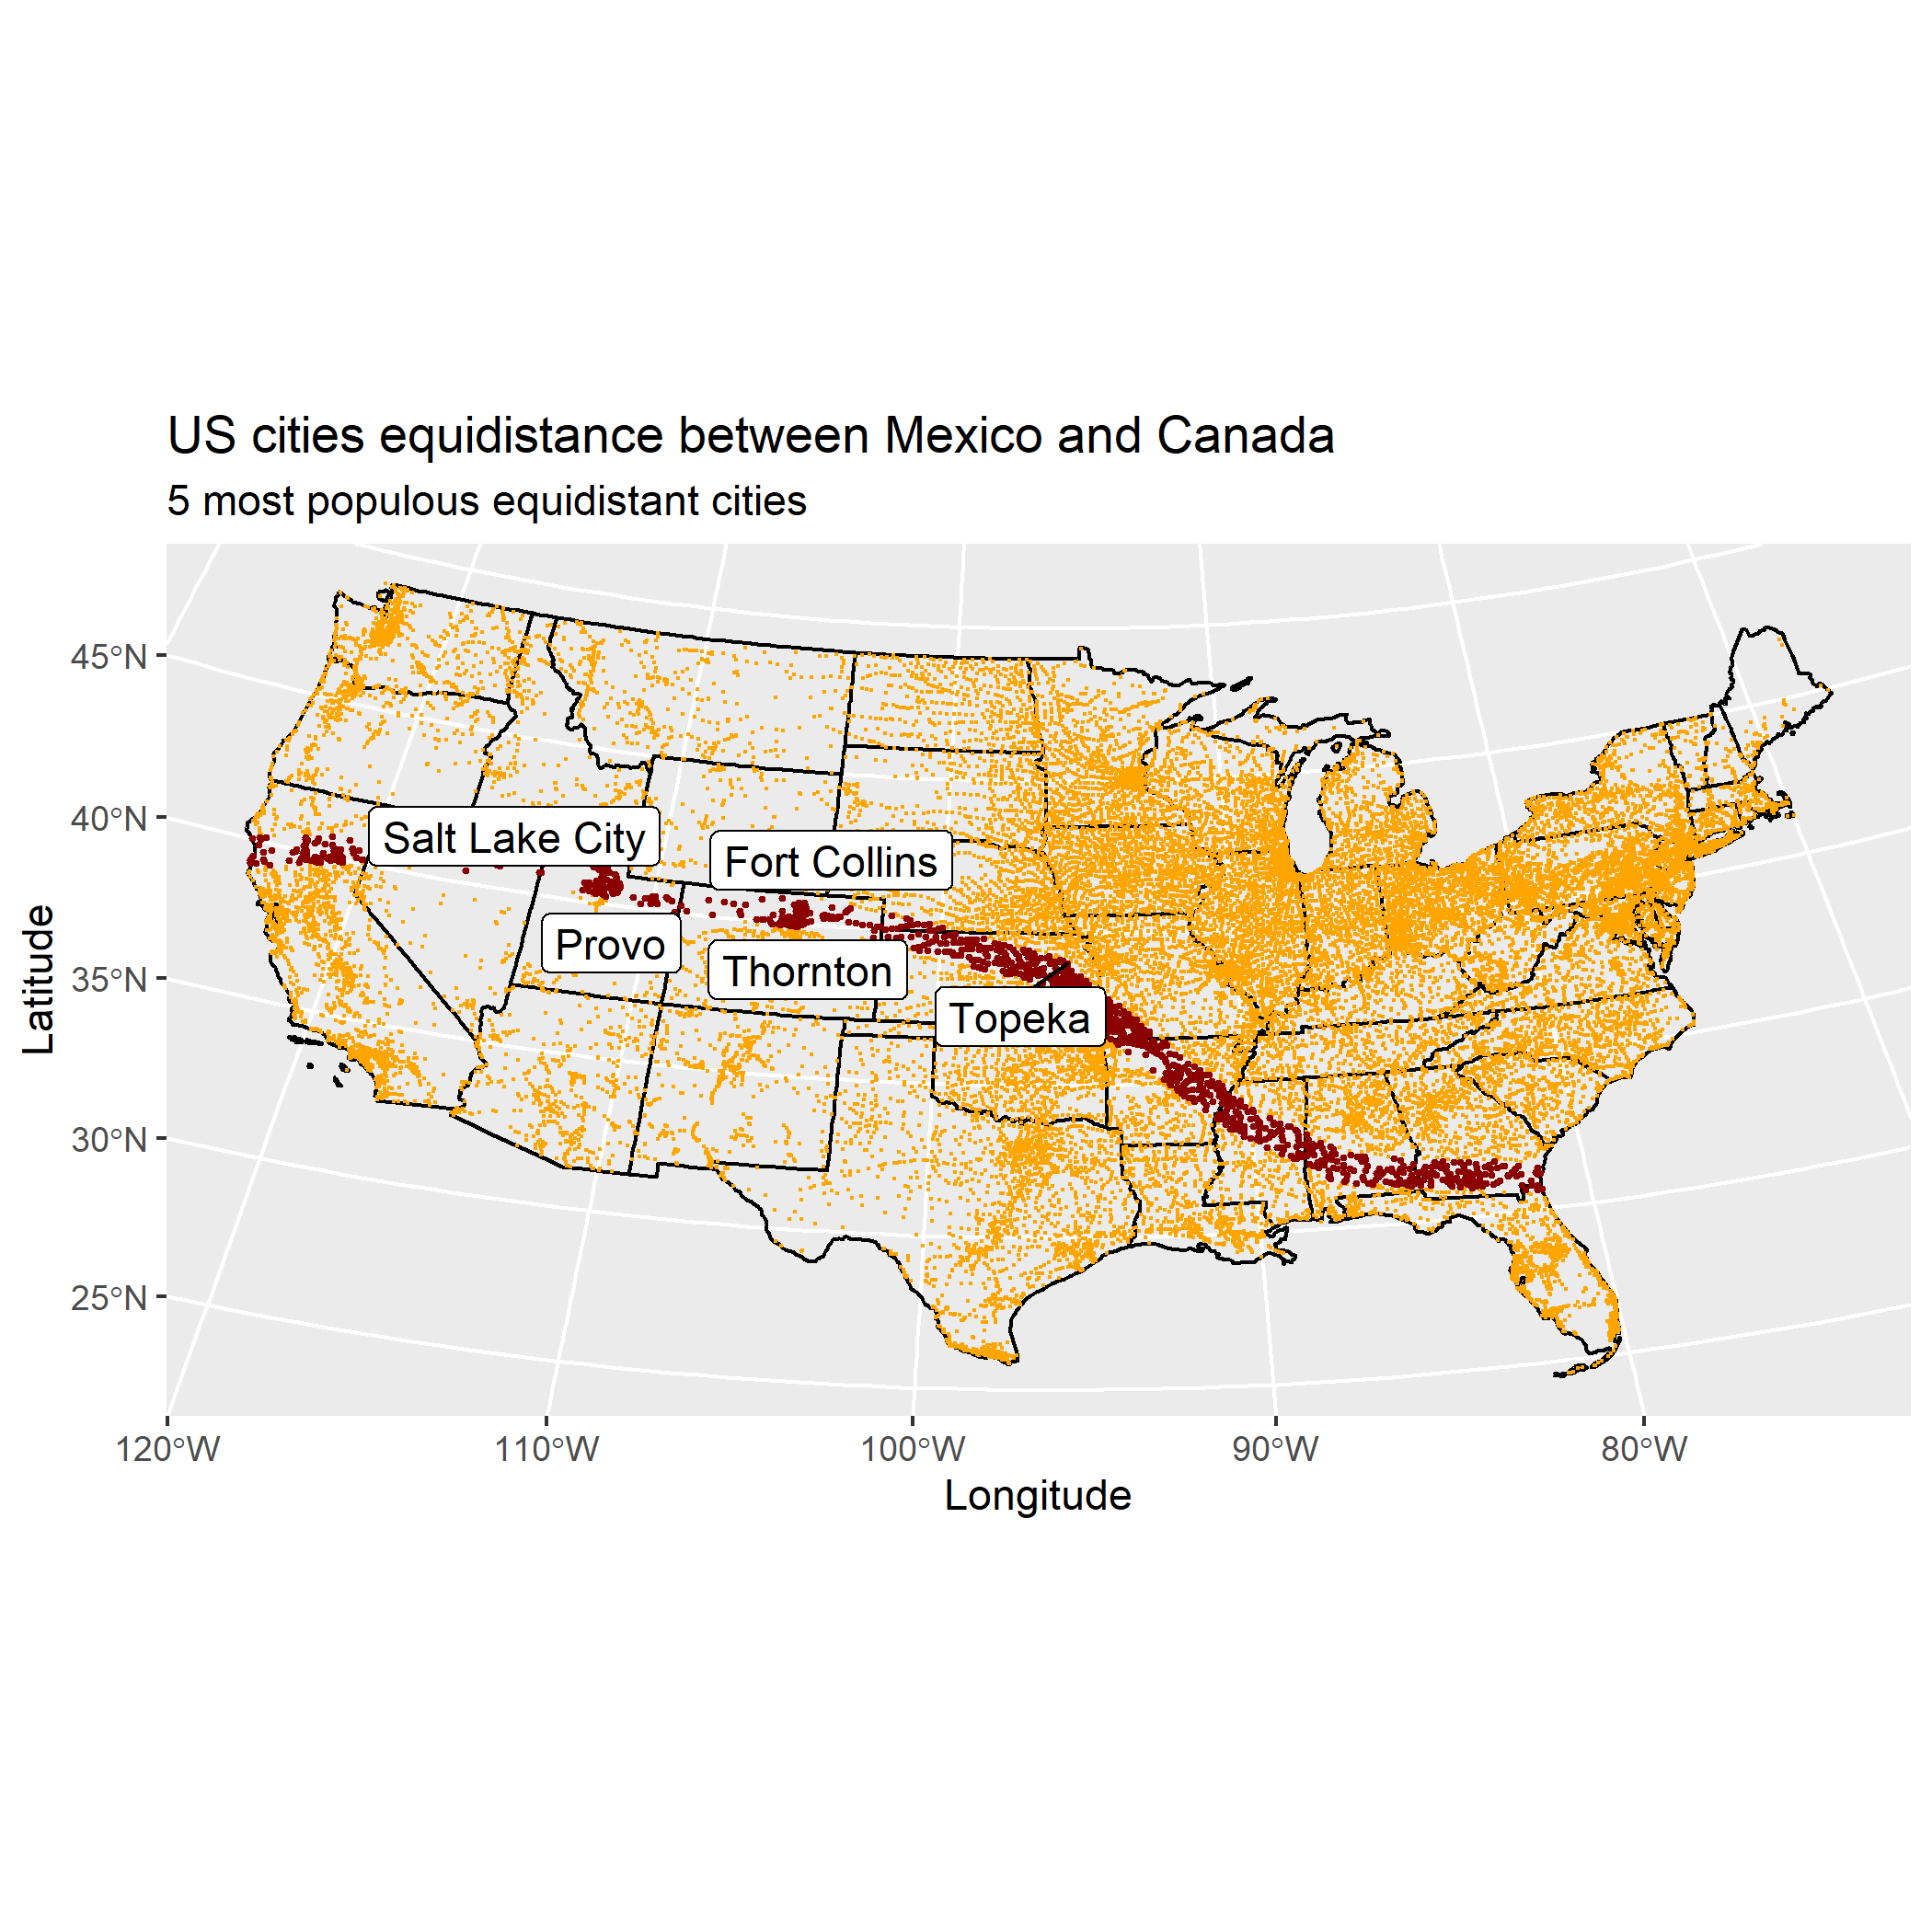 US cities equidistance between Mexico and Canada
5 most populous equidistant cities
Latitude
45°N
40°N
35°N
30°N
25°N
Salt Lake City
Fort Collins
Provo
Thornton
Topeka
120°W
110°W
100°W
90°W
80°W
Longitude